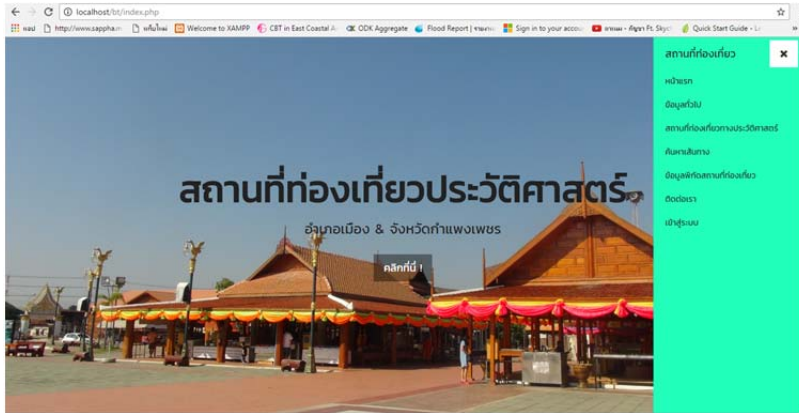 localhost/bt/index.php
แอป http://www.sappha.in แท็บใหม่ Welcome to XAMPP CBT in East Coastal A ODK Aggregate Flood Report | รายงาน Sign in to your accou Quick Start Guide - Le
สถานที่ท่องเที่ยว
หน้าแรก
ข้อมูลทั่วไป
สถานที่ท่องเที่ยวทางประวัติศาสตร์
ค้นหาเส้นทาง
ข้อมูลพิกัดสถานที่ท่องเที่ยว
ติดต่อเรา
เข้าสู่ระบบ
สถานที่ท่องเที่ยวประวัติศาสตร์
อำเภอเมือง & จังหวัดกำแพงเพชร
คลิกที่นี่ !